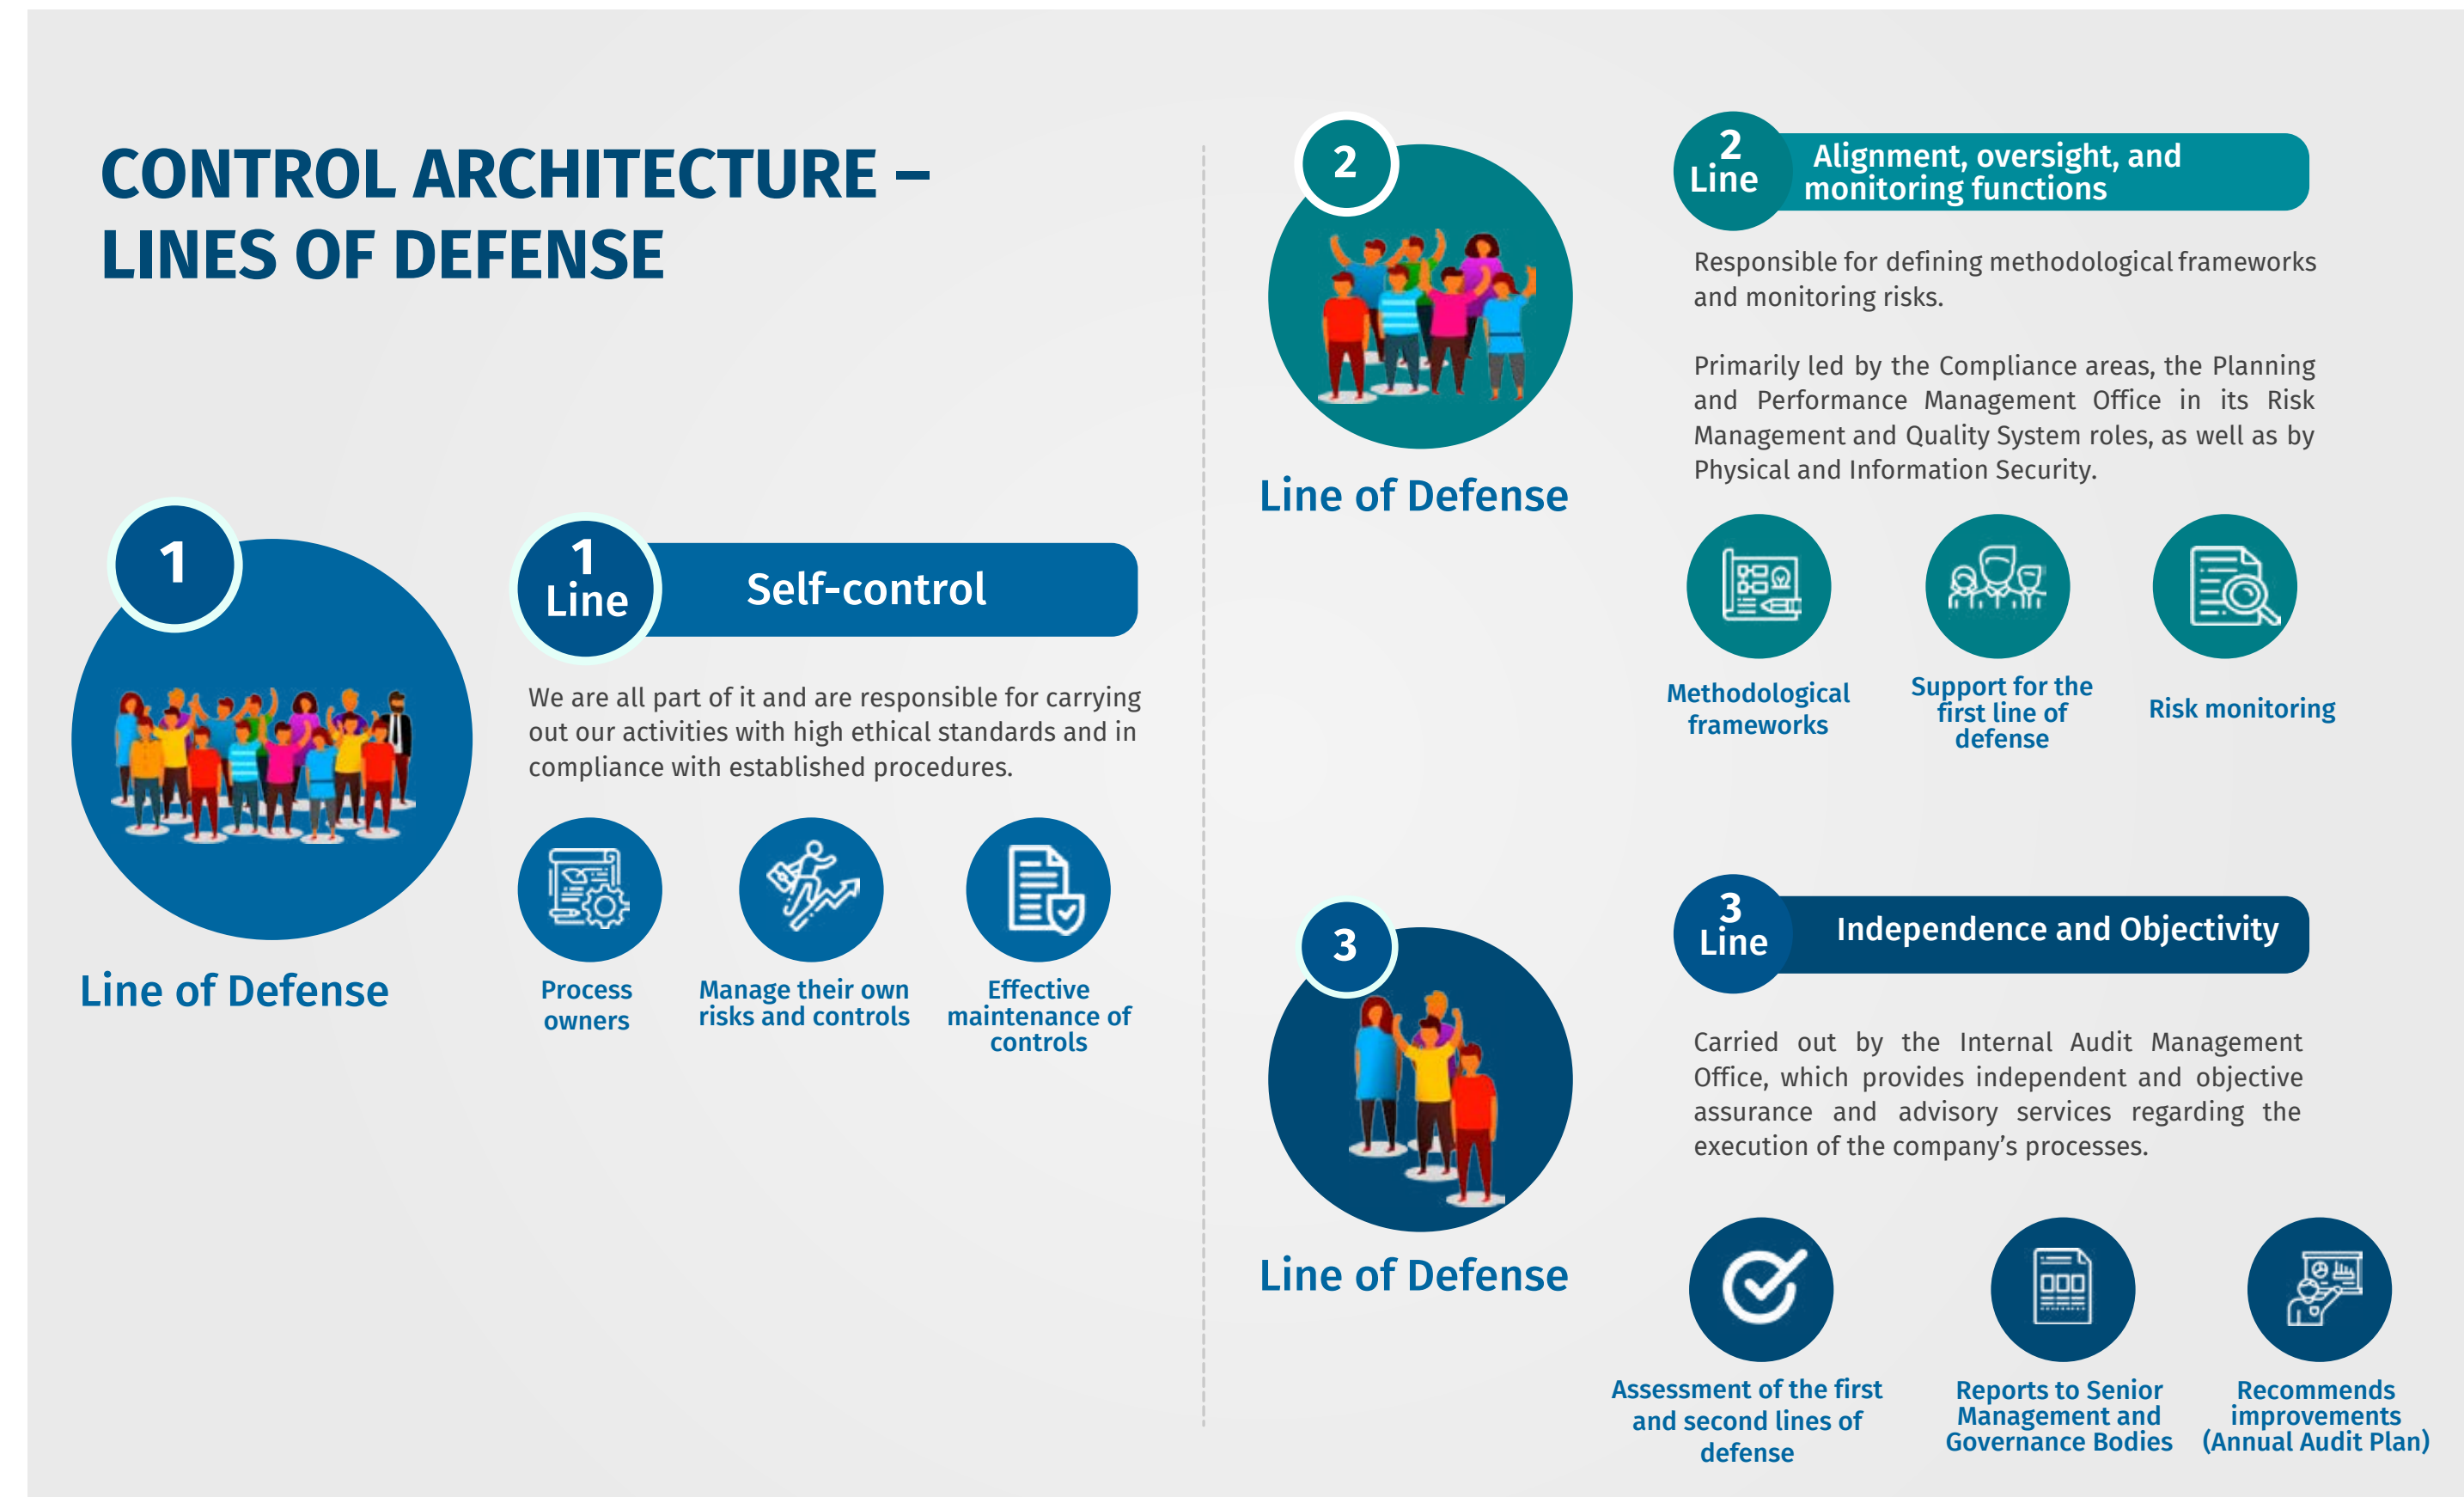 CONTROL ARCHITECTURE –
LINES OF DEFENSE
1
Line of Defense
1
Line
Self-control
We are all part of it and are responsible for carrying
out our activities with high ethical standards and in
compliance with established procedures.
Process
owners
Manage their own
risks and controls
Effective
maintenance of
controls
2
Line of Defense
2
Line
Alignment, oversight, and
monitoring functions
Responsible for defining methodological frameworks
and monitoring risks.
Primarily led by the Compliance areas, the Planning
and Performance Management Office in its Risk
Management and Quality System roles, as well as by
Physical and Information Security.
Methodological
frameworks
Support for the
first line of
defense
Risk monitoring
3
Line of Defense
3
Line
Independence and Objectivity
Carried out by the Internal Audit Management
Office, which provides independent and objective
assurance and advisory services regarding the
execution of the company’s processes.
Assessment of the first
and second lines of
defense
Reports to Senior
Management and
Governance Bodies
Recommends
improvements
(Annual Audit Plan)